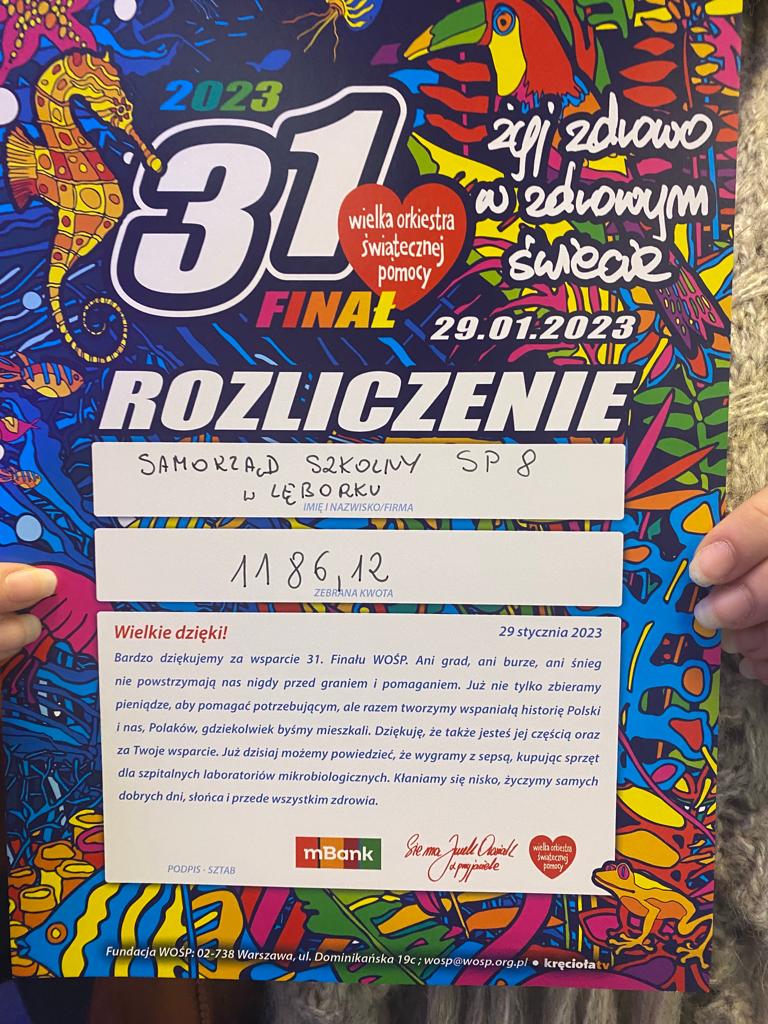 2023
31
wielka orkiestra
świątecznej
pomocy
FINAŁ
żyj zdrowo
w zdrowym
świecie
29.01.2023
ROZLICZENIE
SAMORZĄD SZKOLNY SP 8
w LĘBORKU
IMIĘ I NAZWISKO/FIRMA
1186,12
ZEBRANA KWOTA
Wielkie dzięki!
29 stycznia 2023
Bardzo dziękujemy za wsparcie 31. Finału WOŚP. Ani grad, ani burze, ani śnieg
nie powstrzymają nas nigdy przed graniem i pomaganiem. Już nie tylko zbieramy
pieniądze, aby pomagać potrzebującym, ale razem tworzymy wspaniałą historię Polski
i nas, Polaków, gdziekolwiek byśmy mieszkali. Dziękuję, że także jesteś jej częścią oraz
za Twoje wsparcie. Już dzisiaj możemy powiedzieć, że wygramy z sepsą, kupując sprzęt
dla szpitalnych laboratoriów mikrobiologicznych. Kłaniamy się nisko, życzymy samych
dobrych dni, słońca i przede wszystkim zdrowia.
PODPIS - SZTAB
mBank
Siema Jurek Owsiak
z przyjaciele
wielka orkiestra
świątecznej
pomocy
Fundacja WOŚP: 02-738 Warszawa, ul. Dominikańska 19c ; wosp@wosp.org.pl ● kręciołatv